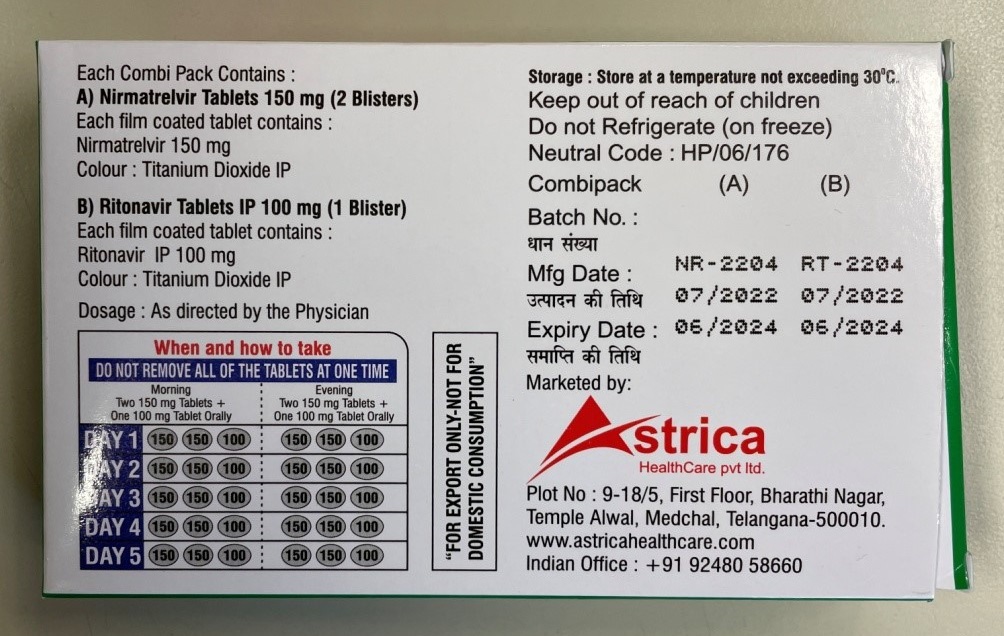 Each Combi Pack Contains :
A) Nirmatrelvir Tablets 150 mg (2 Blisters)
Each film coated tablet contains :
Nirmatrelvir 150 mg
Colour : Titanium Dioxide IP
B) Ritonavir Tablets IP 100 mg (1 Blister)
Each film coated tablet contains :
Ritonavir IP 100 mg
Colour : Titanium Dioxide IP
Dosage : As directed by the Physician
When and how to take
DO NOT REMOVE ALL OF THE TABLETS AT ONE TIME
Morning Evening
Two 150 mg Tablets + Two 150 mg Tablets +
One 100 mg Tablet Orally One 100 mg Tablet Orally
DAY 1 150 150 100 150 150 100
DAY 2 150 150 100 150 150 100
DAY 3 150 150 100 150 150 100
DAY 4 150 150 100 150 150 100
DAY 5 150 150 100 150 150 100
"FOR EXPORT ONLY-NOT FOR
DOMESTIC CONSUMPTION"
Storage : Store at a temperature not exceeding 30°C.
Keep out of reach of children
Do not Refrigerate (on freeze)
Neutral Code : HP/06/176
Combipack (A) (B)
Batch No. :
धान संख्या
NR-2204 RT-2204
Mfg Date :
उत्पादन की तिथि 07/2022 07/2022
Expiry Date : 06/2024 06/2024
समाप्ति की तिथि
Marketed by:
Astrica
HealthCare pvt ltd.
Plot No : 9-18/5, First Floor, Bharathi Nagar,
Temple Alwal, Medchal, Telangana-500010.
www.astricahealthcare.com
Indian Office : +91 92480 58660